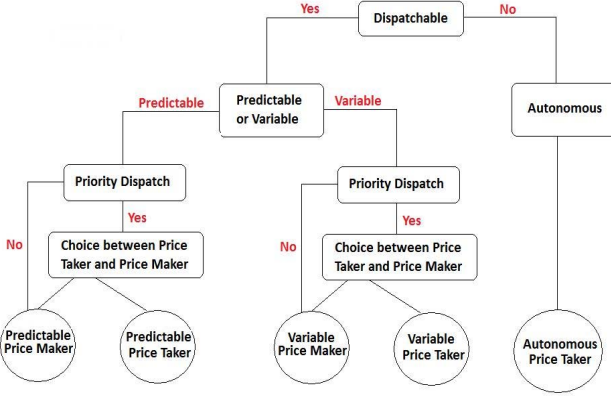 Yes
Dispatchable
No
Predictable
Predictable
or Variable
Variable
Autonomous
Priority Dispatch
Priority Dispatch
Yes
Yes
No
Choice between Price
Taker and Price Maker
No
Choice between Price
Taker and Price Maker
Predictable
Price Maker
Predictable
Price Taker
Variable
Price Maker
Variable
Price Taker
Autonomous
Price Taker